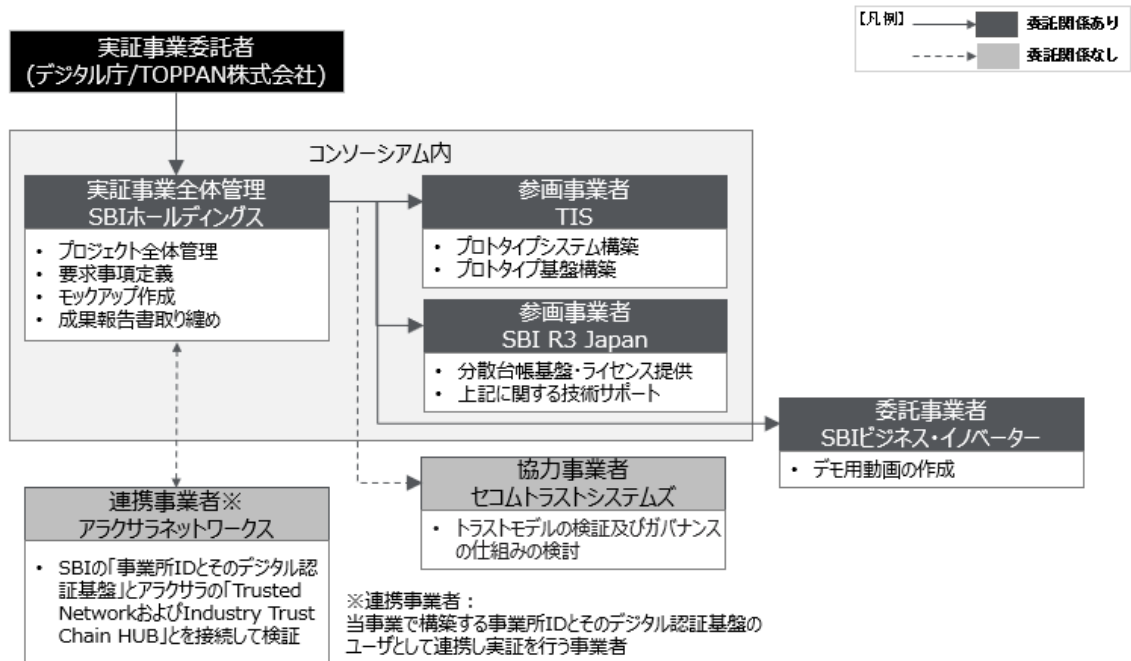 【凡例】
委託関係あり
委託関係なし
実証事業委託者
(デジタル庁/TOPPAN株式会社)
コンソーシアム内
実証事業全体管理
SBIホールディングス
• プロジェクト全体管理
• 要求事項定義
• モックアップ作成
• 成果報告書取り纏め
参画事業者
TIS
• プロトタイプシステム構築
• プロトタイプ基盤構築
参画事業者
SBI R3 Japan
• 分散台帳基盤・ライセンス提供
• 上記に関する技術サポート
委託事業者
SBIビジネス・イノベーター
• デモ用動画の作成
協力事業者
セコムトラストシステムズ
• トラストモデルの検証及びガバナンス
の仕組みの検討
連携事業者※
アラクサラネットワークス
• SBIの「事業所IDとそのデジタル認
証基盤」とアラクサラの「Trusted
NetworkおよびIndustry Trust
Chain HUB」とを接続して検証
※連携事業者：
当事業で構築する事業所IDとそのデジタル認証基盤の
ユーザとして連携し実証を行う事業者